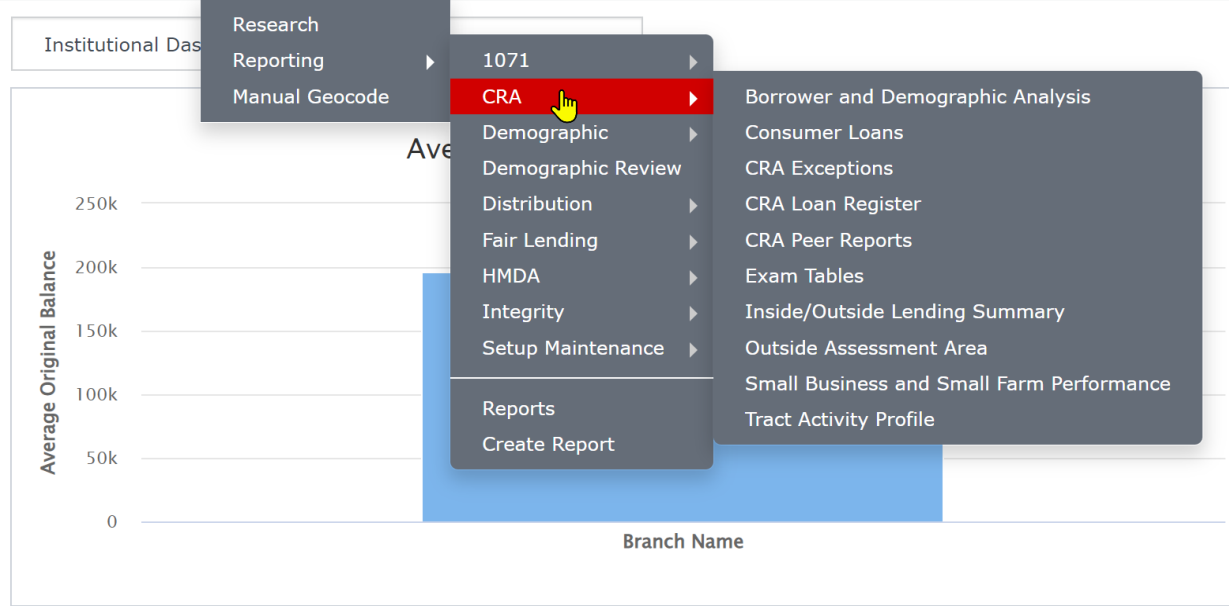 Institutional Das
Research
Reporting
Manual Geocode
1071
CRA
Demographic
Demographic Review
Distribution
Fair Lending
HMDA
Integrity
Setup Maintenance
Reports
Create Report
Borrower and Demographic Analysis
Consumer Loans
CRA Exceptions
CRA Loan Register
CRA Peer Reports
Exam Tables
Inside/Outside Lending Summary
Outside Assessment Area
Small Business and Small Farm Performance
Tract Activity Profile
Ave
Average Original Balance
250k
200k
150k
100k
50k
0
Branch Name